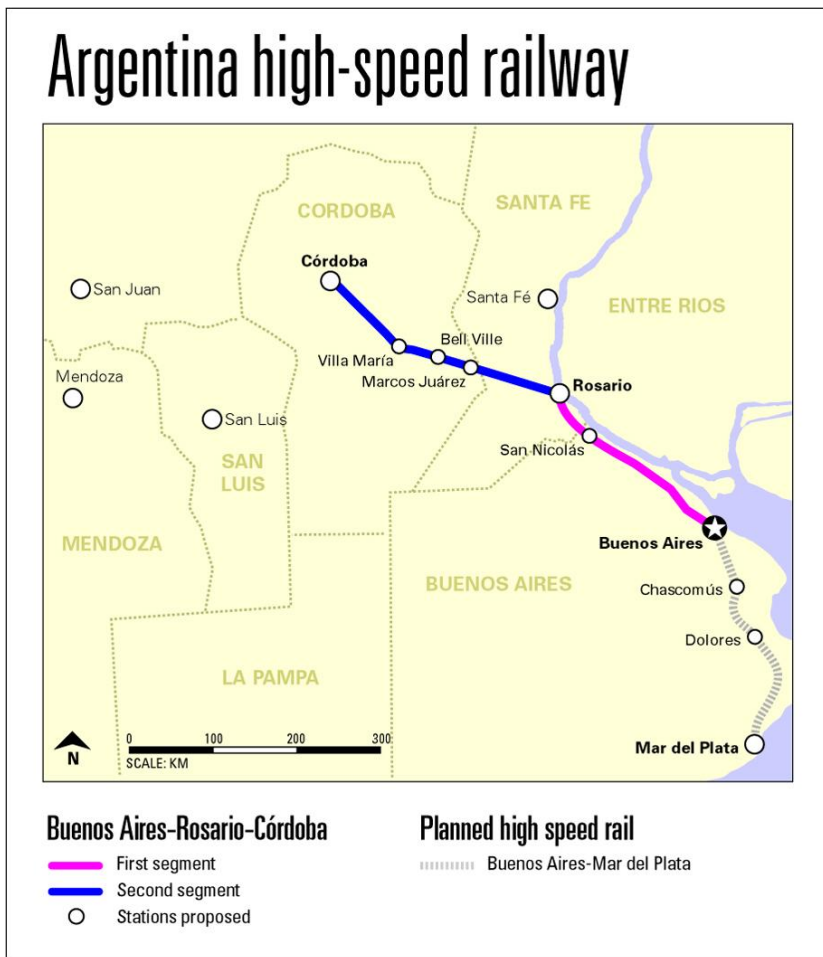 Argentina high-speed railway
CORDOBA
SANTA FE
Córdoba
San Juan
Santa Fé
ENTRE RIOS
Bell Ville
Villa María
Mendoza
Marcos Juárez
Rosario
San Luis
San Nicolás
SAN
LUIS
MENDOZA
Buenos Aires
BUENOS AIRES
Chascomús
Dolores
LA PAMPA
0 100 200 300
Mar del Plata
N
SCALE: KM
Buenos Aires-Rosario-Córdoba
First segment
Second segment
Stations proposed
Planned high speed rail
Buenos Aires-Mar del Plata